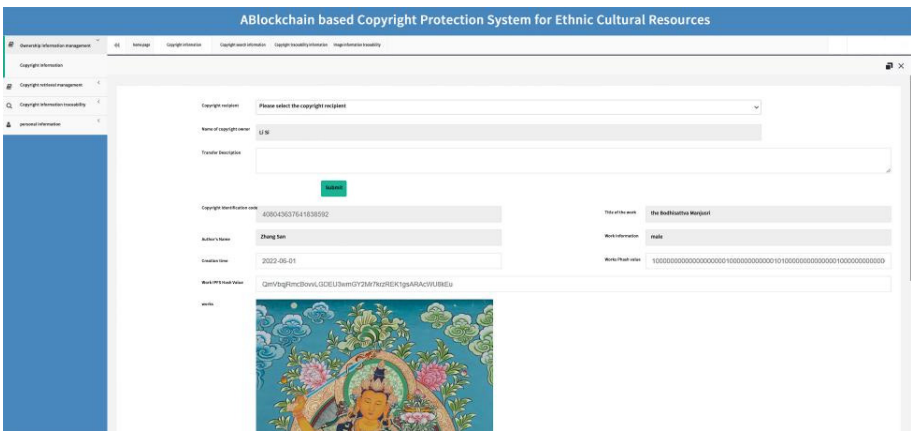 ABlockchain based Copyright Protection System for Ethnic Cultural Resources
Ownership information management
homepage
Copyright information
Copyright search information
Copyright traceability information
Image information traceability
Copyright information
Copyright retrieval management
Copyright information traceability
personal information
Copyright recipient
Please select the copyright recipient
Name of copyright owner
Li Si
Transfer Description
Submit
Copyright identification code
406043637641838592
Title of the work
the Bodhisattva Manjusri
Author's Name
Zhang San
Work information
male
Creation time
2022-06-01
Works Phash value
Work IPFS Hash Value
works